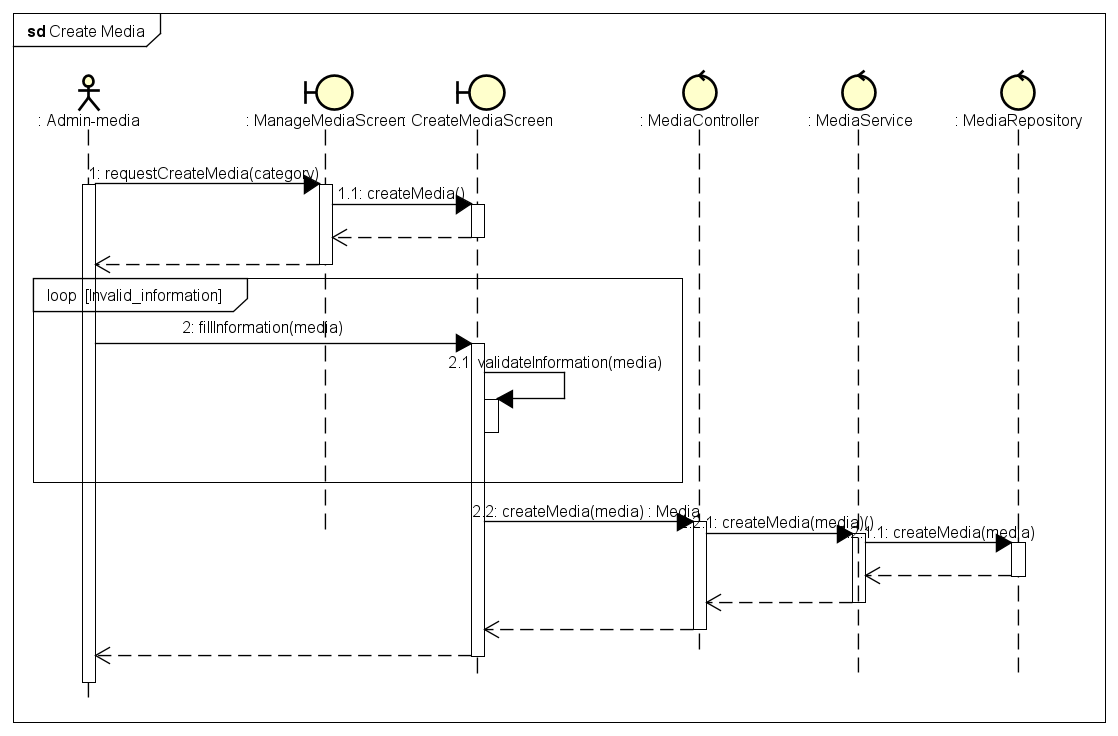 sd Create Media
: Admin-media
: ManageMediaScreen
: CreateMediaScreen
: MediaController
: MediaService
: MediaRepository
1: requestCreateMedia(category)
1.1: createMedia()
loop [Invalid_information]
2: fillInformation(media)
2.1: validateInformation(media)
2.2: createMedia(media) : Media
2.2.1: createMedia(media)()
1.1: createMedia(media)